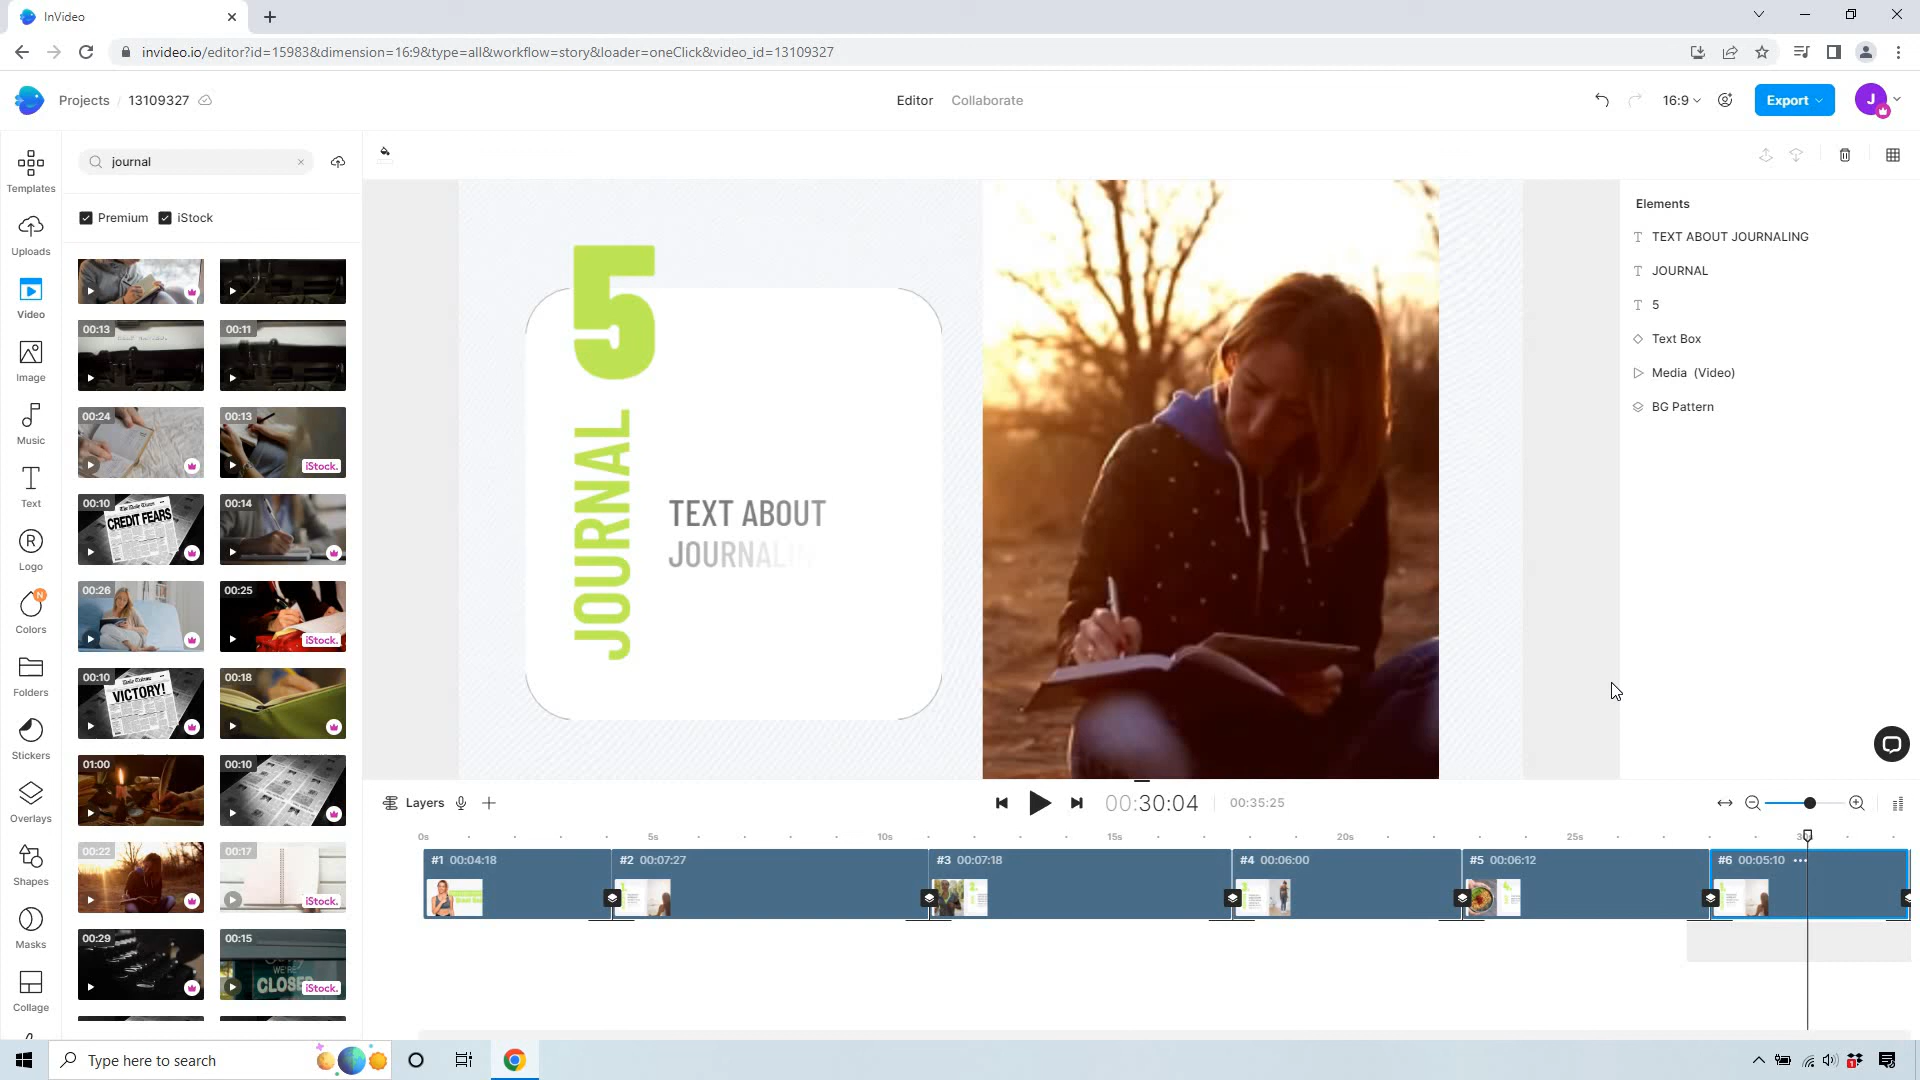 InVideo
invideo.io/editor?id=15983&dimension=16:9&type=all&workflow=story&loader=oneClick&video_id=13109327
Projects / 13109327
Editor Collaborate
16:9
Export
J
Templates
Uploads
Video
Image
Music
Text
R
Logo
N
Colors
Folders
Stickers
Overlays
Shapes
Masks
Collage
journal
Premium iStock
00:13 00:11
00:24 00:13
iStock.
00:10 00:14
CREDIT FEARS
00:26 00:25
iStock.
00:10 00:18
VICTORY!
01:00 00:10
00:22 00:17
iStock.
00:29 00:15
WE'RE
CLOSED
iStock.
5
JOURNAL
TEXT ABOUT
JOURNALIN
Elements
T TEXT ABOUT JOURNALING
T JOURNAL
T 5
Text Box
Media (Video)
BG Pattern
Layers
00:30:04 00:35:25
0s 5s 10s 15s 20s 25s 30s
#1 00:04:18 #2 00:07:27 #3 00:07:18 #4 00:06:00 #5 00:06:12 #6 00:05:10
Type here to search
1